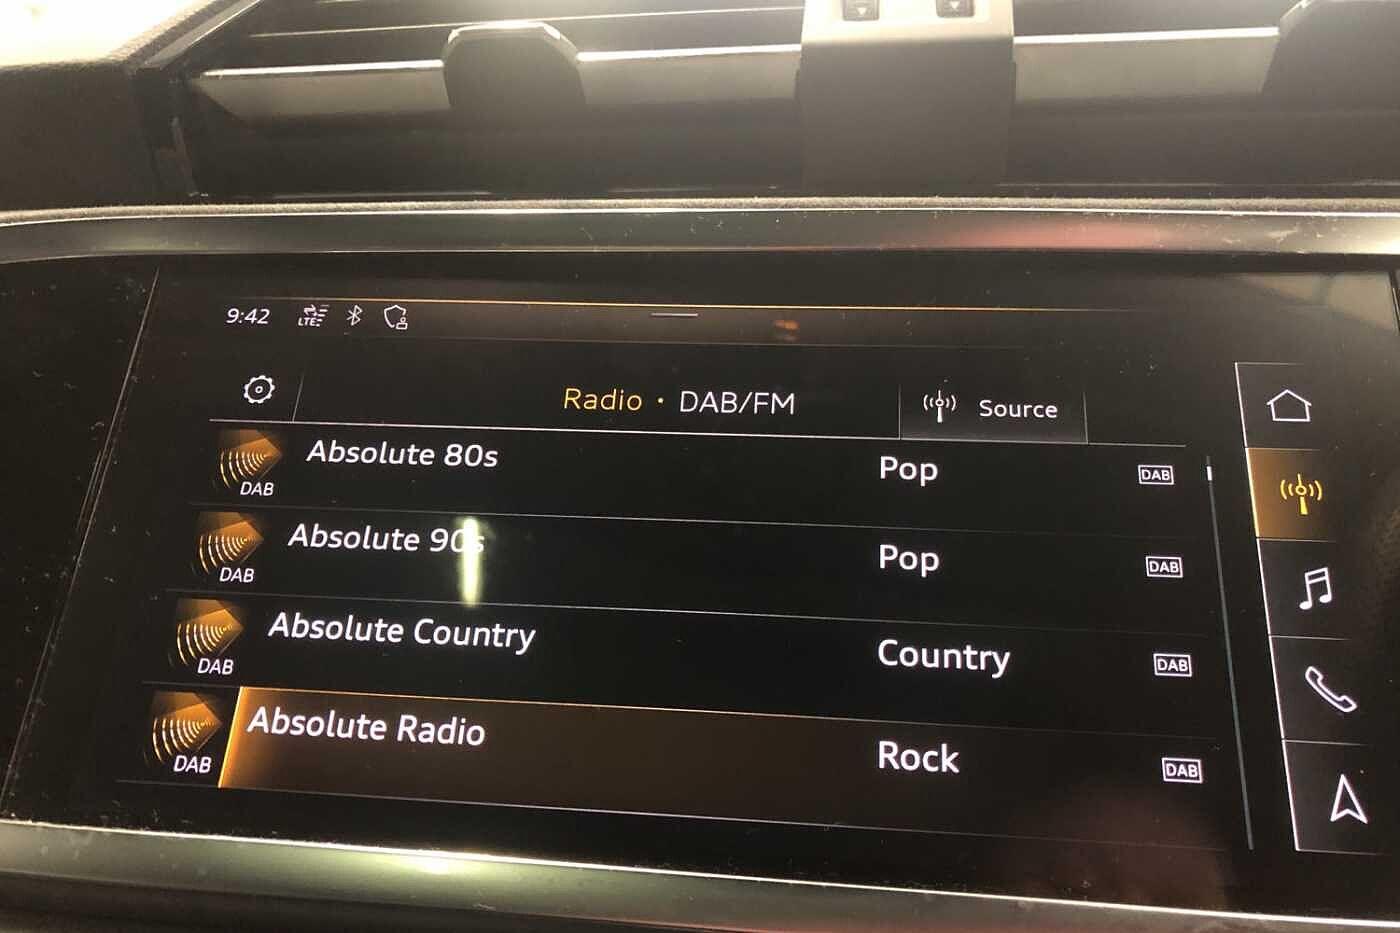 9:42 LTE
Radio · DAB/FM Source
DAB Absolute 80s Pop DAB
DAB Absolute 90s Pop DAB
DAB Absolute Country Country DAB
DAB Absolute Radio Rock DAB